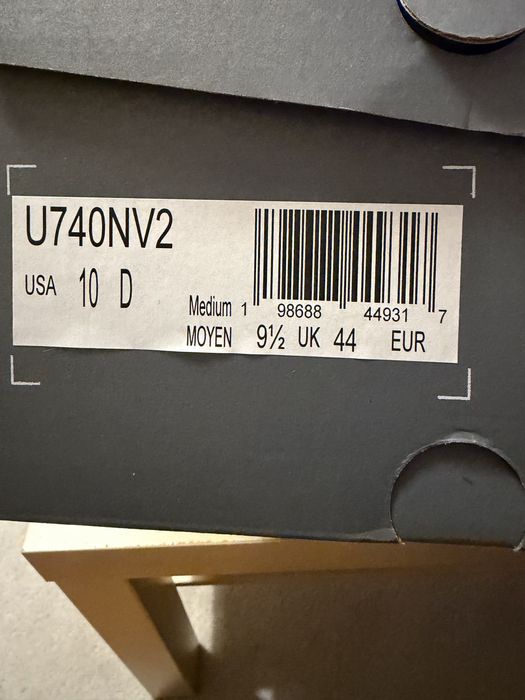 U740NV2
USA 10 D
Medium 1 98688 44931 7
MOYEN 9½ UK 44 EUR